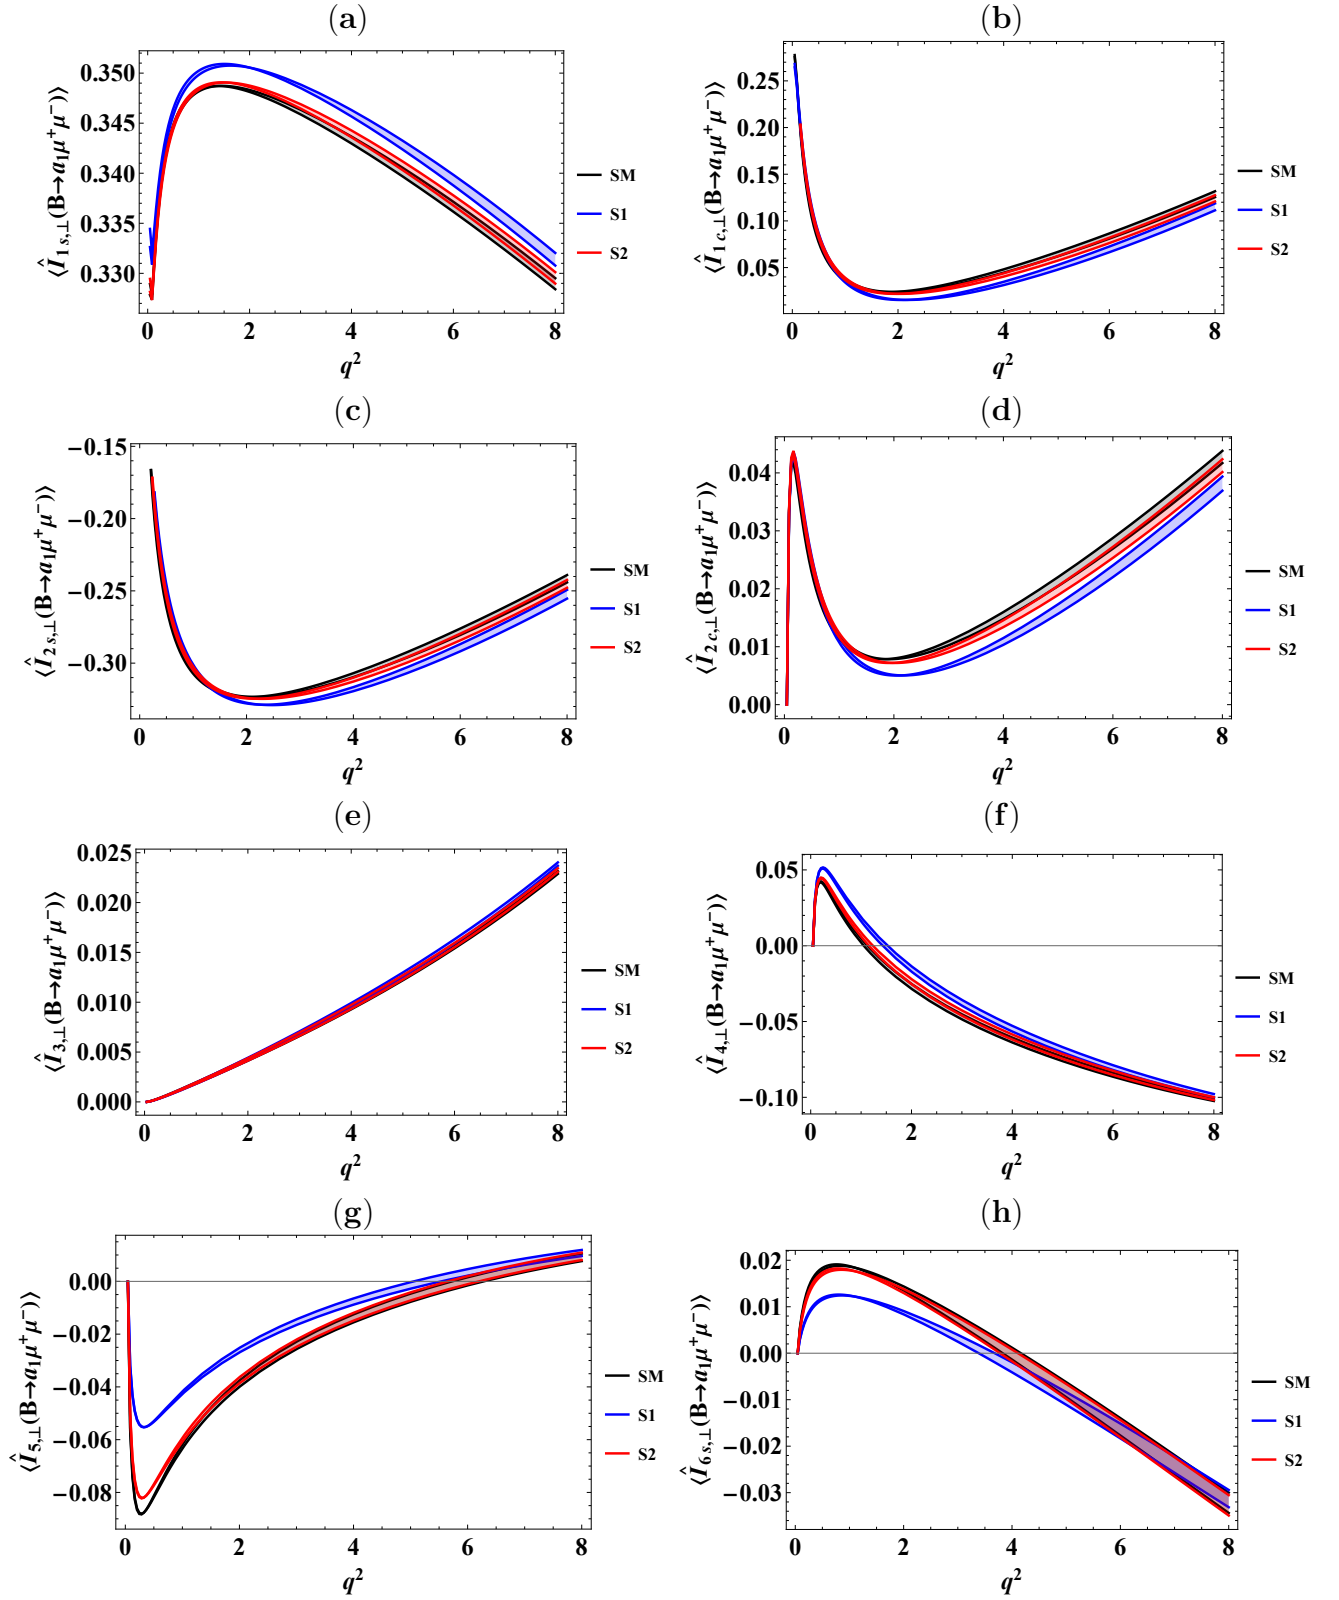 (a)
0.350
0.345
0.340
0.335
0.330
0 2 4 6 8
q²
⟨Î₁ₛ,⊥(B→a₁μ⁺μ⁻)⟩
SM
S1
S2
(b)
0.25
0.20
0.15
0.10
0.05
0 2 4 6 8
q²
⟨Î₁c,⊥(B→a₁μ⁺μ⁻)⟩
SM
S1
S2
(c)
−0.15
−0.20
−0.25
−0.30
0 2 4 6 8
q²
⟨Î₂ₛ,⊥(B→a₁μ⁺μ⁻)⟩
SM
S1
S2
(d)
0.04
0.03
0.02
0.01
0.00
0 2 4 6 8
q²
⟨Î₂c,⊥(B→a₁μ⁺μ⁻)⟩
SM
S1
S2
(e)
0.025
0.020
0.015
0.010
0.005
0.000
0 2 4 6 8
q²
⟨Î₃,⊥(B→a₁μ⁺μ⁻)⟩
SM
S1
S2
(f)
0.05
0.00
−0.05
−0.10
0 2 4 6 8
q²
⟨Î₄,⊥(B→a₁μ⁺μ⁻)⟩
SM
S1
S2
(g)
0.00
−0.02
−0.04
−0.06
−0.08
0 2 4 6 8
q²
⟨Î₅,⊥(B→a₁μ⁺μ⁻)⟩
SM
S1
S2
(h)
0.02
0.01
0.00
−0.01
−0.02
−0.03
0 2 4 6 8
q²
⟨Î₆ₛ,⊥(B→a₁μ⁺μ⁻)⟩
SM
S1
S2